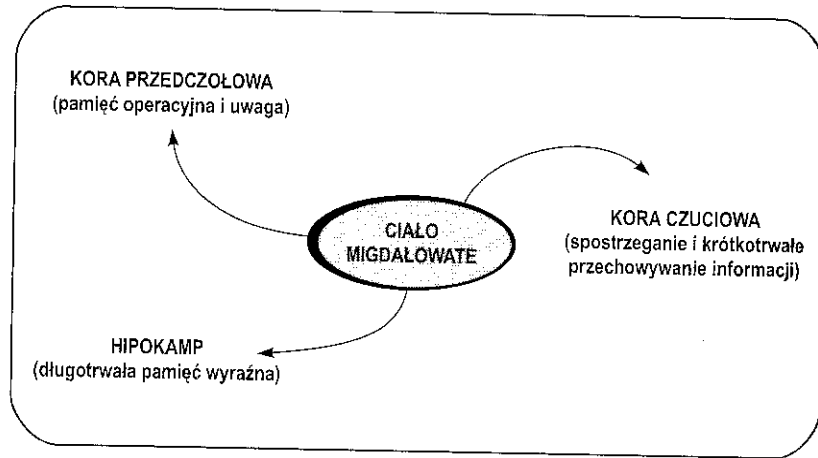 KORA PRZEDCZOŁOWA
(pamięć operacyjna i uwaga)
CIAŁO
MIGDAŁOWATE
KORA CZUCIOWA
(spostrzeganie i krótkotrwałe
przechowywanie informacji)
HIPOKAMP
(długotrwała pamięć wyraźna)